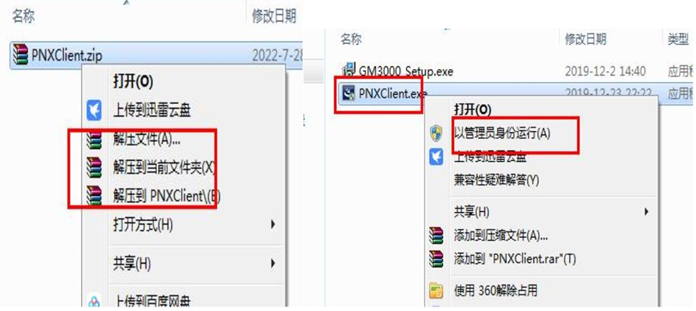 名称
修改日期
PNXClient.zip
2022-7-28
打开(O)
上传到迅雷云盘
解压文件(A)...
解压到当前文件夹(X)
解压到 PNXClient\(E)
打开方式(H)
共享(H)
上传到百度网盘
名称
修改日期
类型
GM3000_Setup.exe
2019-12-2 14:40
应用
PNXClient.exe
2019-12-23 22:22
应用
打开(O)
以管理员身份运行(A)
上传到迅雷云盘
兼容性疑难解答(Y)
共享(H)
添加到压缩文件(A)...
添加到 "PNXClient.rar"(T)
使用 360解除占用